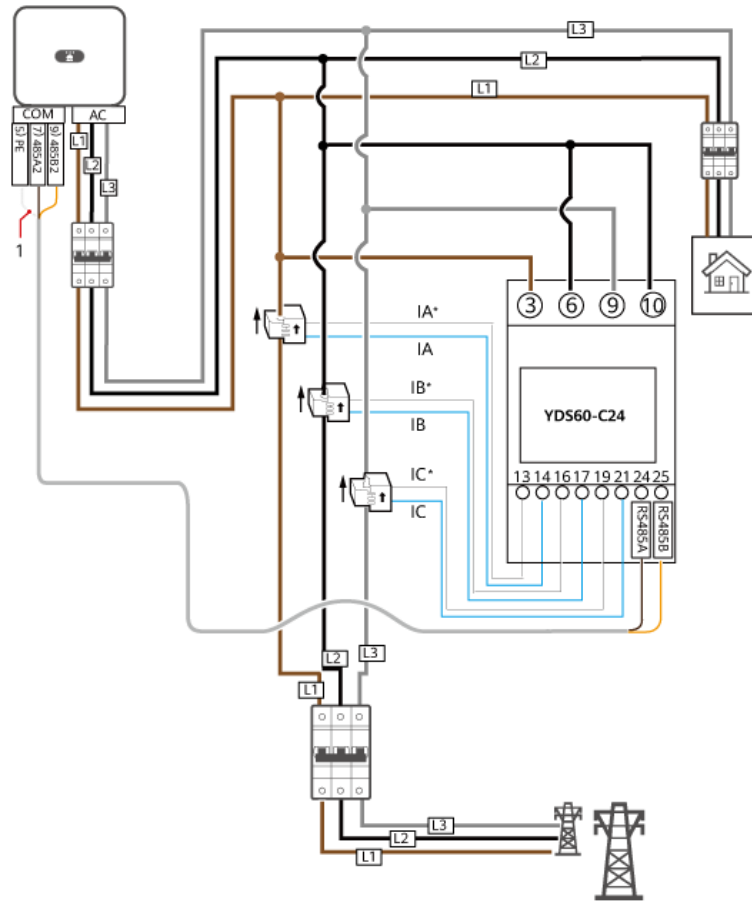 L3
L2
L1
COM
AC
5) PE
7) 485A2
9) 485B2
L1
L2
L3
1
3
6
9
10
IA*
IA
IB*
IB
IC*
IC
YDS60-C24
13 14 16 17 19 21 24 25
RS485A
RS485B
L3
L2
L1
L3
L2
L1